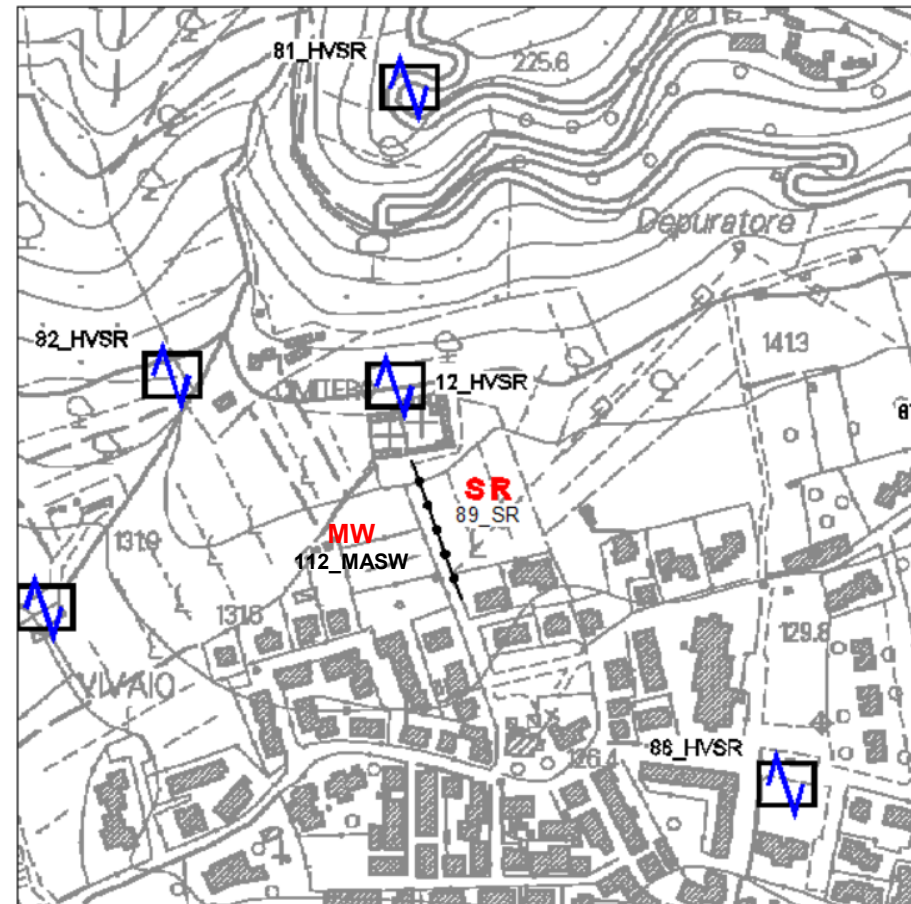 81_HVSR
225.6
Depuratore
82_HVSR
141.3
12_HVSR
SR
89_SR
MW
112_MASW
131.9
131.6
129.8
VIVAIO
86_HVSR
126.4